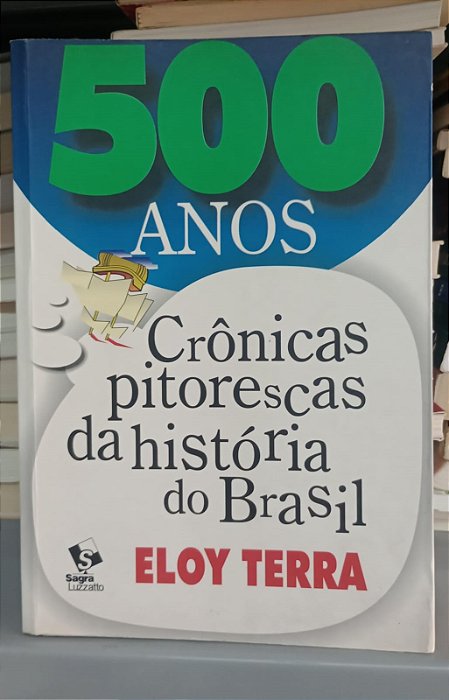 500
ANOS
Crônicas
pitorescas
da história
do Brasil
ELOY TERRA
S
Sagra
Luzzatto